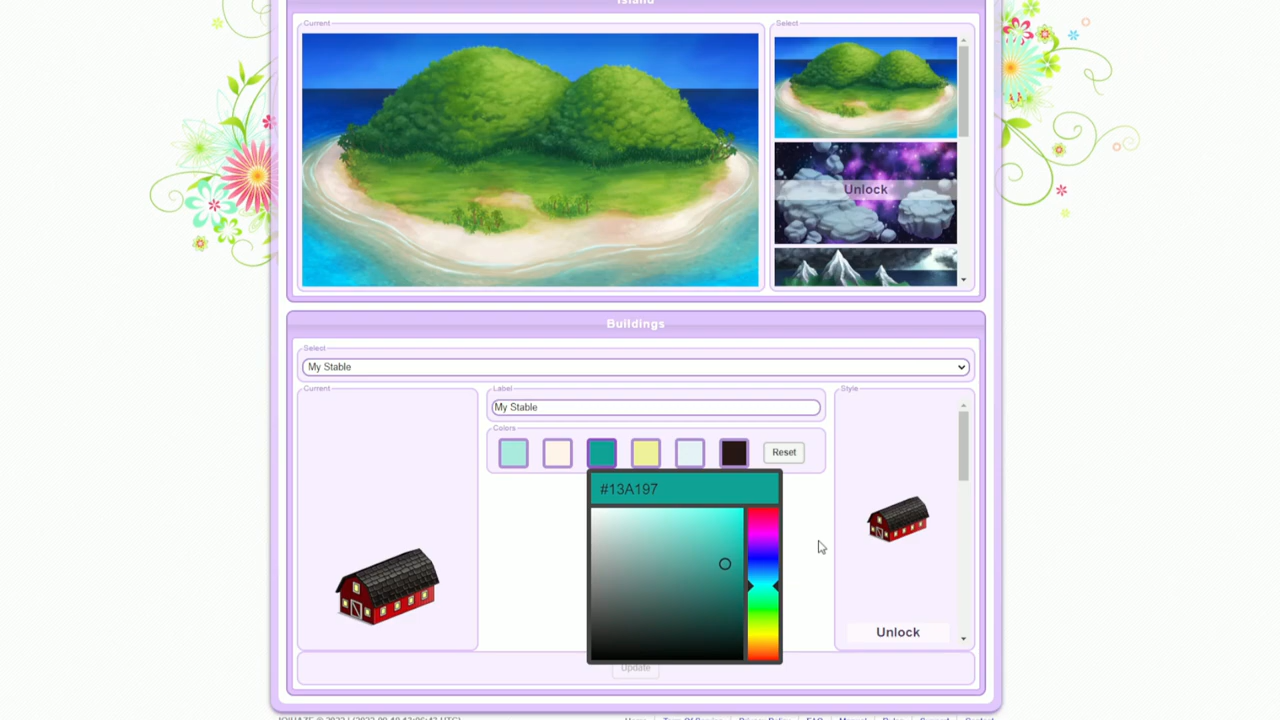 Island
Current
Select
Unlock
Buildings
Select
My Stable
Current
Label
Style
My Stable
Colors
Reset
#13A197
Unlock
Update